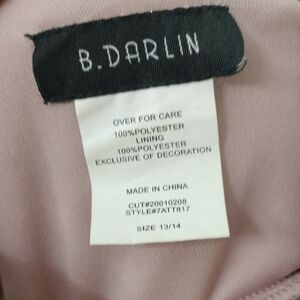 B.DARLIN
OVER FOR CARE
100%POLYESTER
LINING
100%POLYESTER
EXCLUSIVE OF DECORATION
MADE IN CHINA
CUT#20010208
STYLE#7ATT817
SIZE 13/14